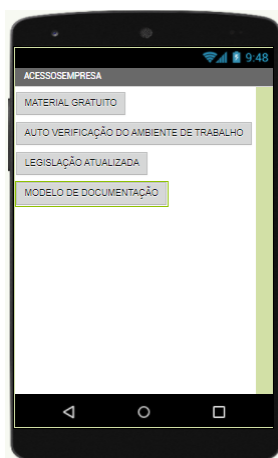 9:48
ACESSOSEMPRESA
MATERIAL GRATUITO
AUTO VERIFICAÇÃO DO AMBIENTE DE TRABALHO
LEGISLAÇÃO ATUALIZADA
MODELO DE DOCUMENTAÇÃO